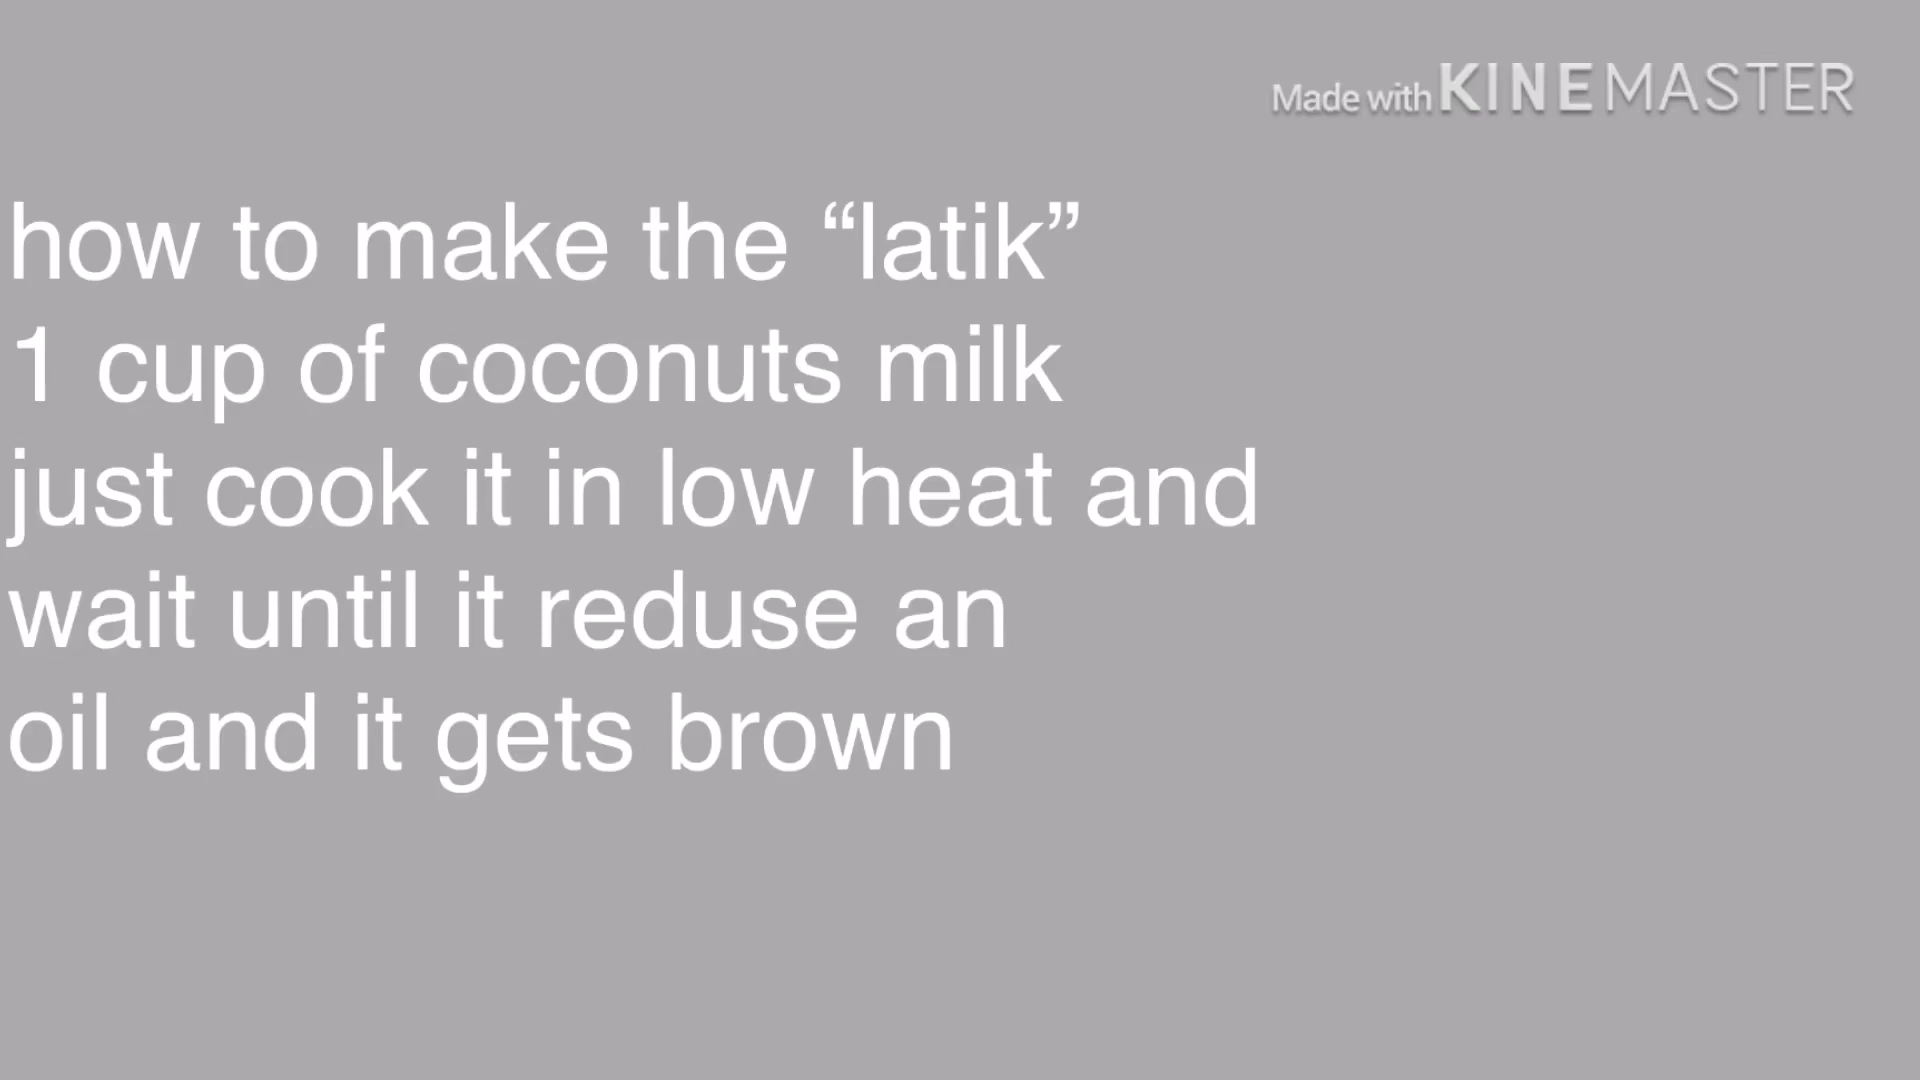 Made with KINEMASTER
how to make the “latik”
1 cup of coconuts milk
just cook it in low heat and
wait until it reduse an
oil and it gets brown